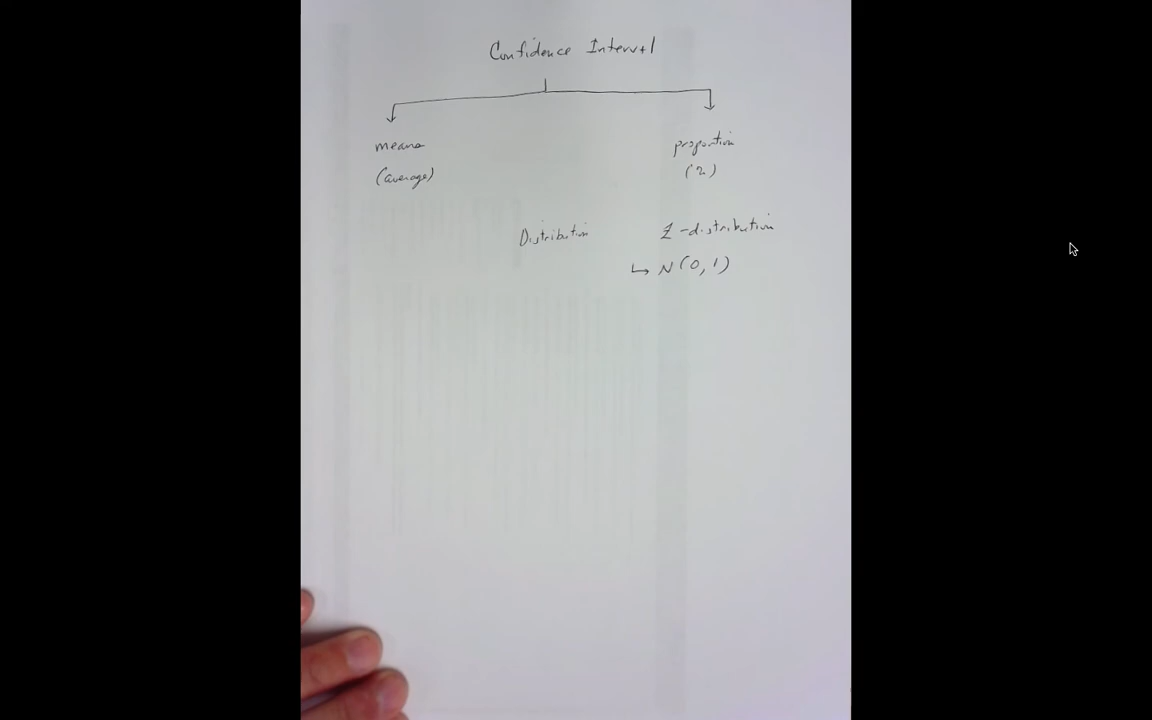 Confidence Interval
means
proportion
(average)
(%)
Distribution
Z-distribution
↳ N(0,1)